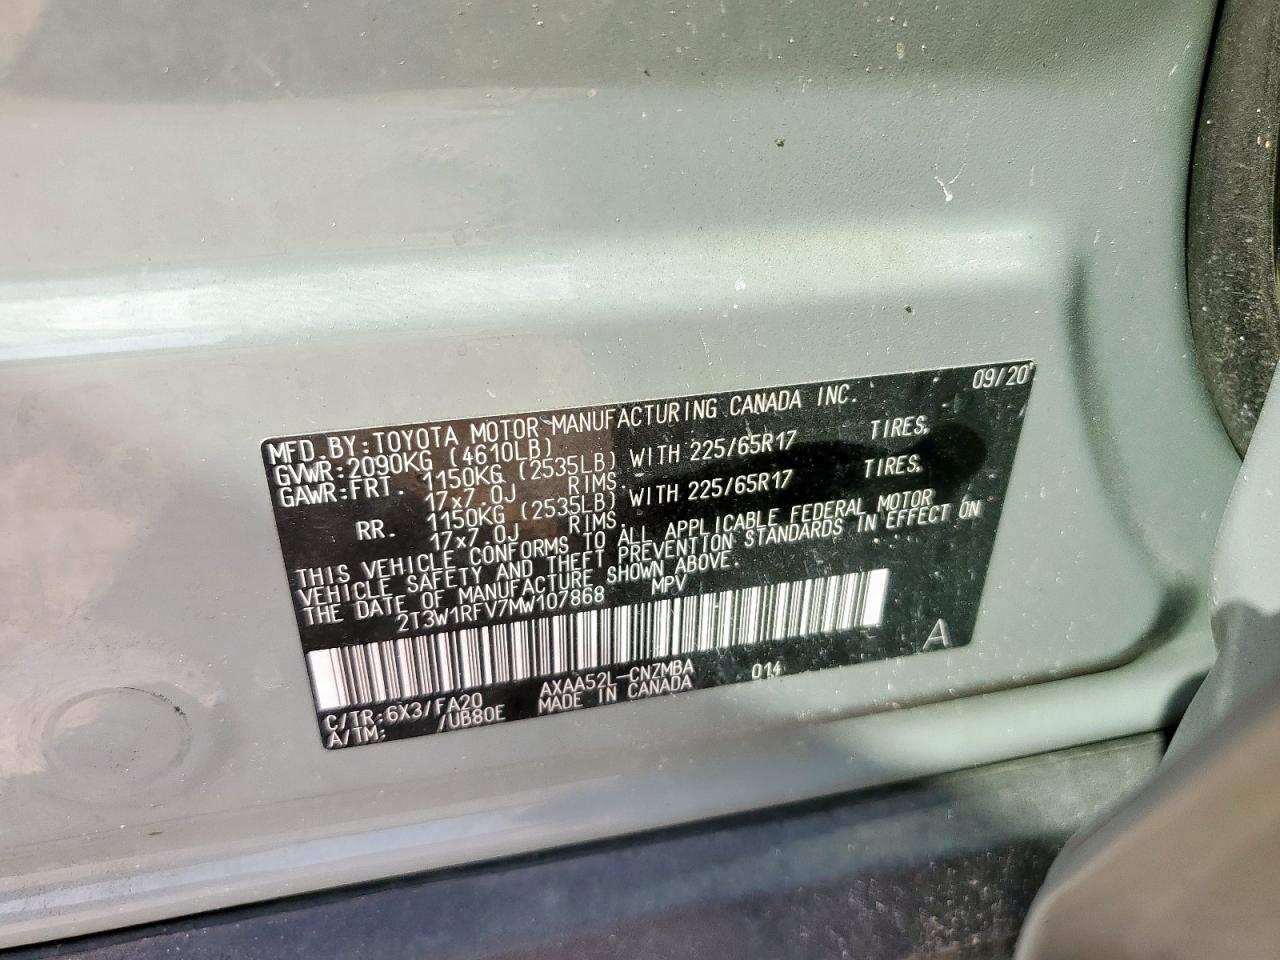 09/20
MFD. BY: TOYOTA MOTOR MANUFACTURING CANADA INC.
GVWR: 2090KG (4610LB)
GAWR: FRT. 1150KG (2535LB) WITH 225/65R17 TIRES,
17x7.0J RIMS.
RR. 1150KG (2535LB) WITH 225/65R17 TIRES,
17x7.0J RIMS.
THIS VEHICLE CONFORMS TO ALL APPLICABLE FEDERAL MOTOR
VEHICLE SAFETY AND THEFT PREVENTION STANDARDS IN EFFECT ON
THE DATE OF MANUFACTURE SHOWN ABOVE.
2T3W1RFV7MW107868 MPV
A
C/TR: 6X3/FA20 AXAA52L-CNZMBA 014
A/TM: /UB80E MADE IN CANADA